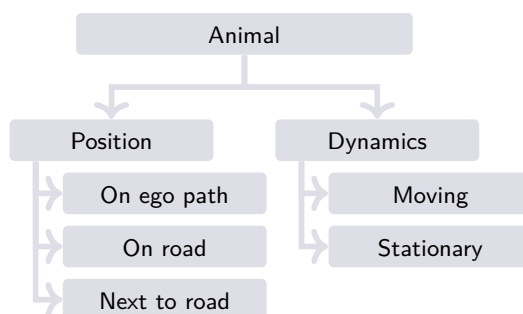 Animal
Position
Dynamics
On ego path
Moving
On road
Stationary
Next to road